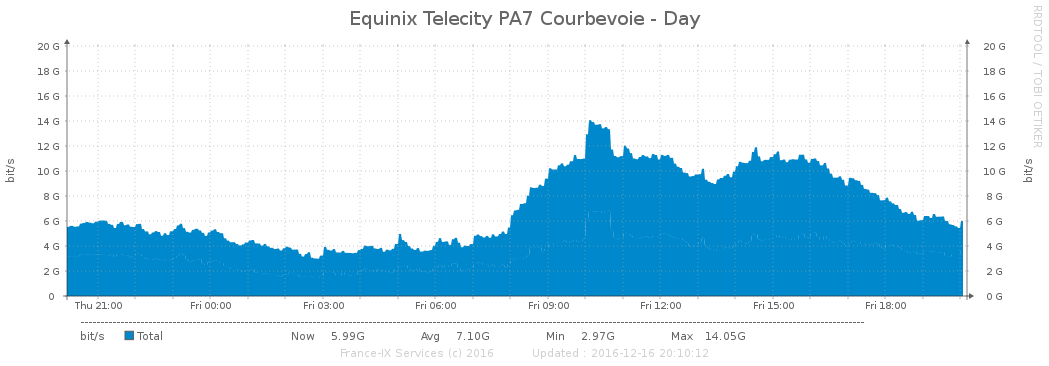 Equinix Telecity PA7 Courbevoie - Day
RRDTOOL / TOBI OETIKER
bit/s
20 G 20 G
18 G 18 G
16 G 16 G
14 G 14 G
12 G 12 G
10 G 10 G
8 G 8 G
6 G 6 G
4 G 4 G
2 G 2 G
0 0 G
bit/s
Thu 21:00 Fri 00:00 Fri 03:00 Fri 06:00 Fri 09:00 Fri 12:00 Fri 15:00 Fri 18:00
bit/s Total Now 5.99G Avg 7.10G Min 2.97G Max 14.05G
France-IX Services (c) 2016 Updated : 2016-12-16 20:10:12